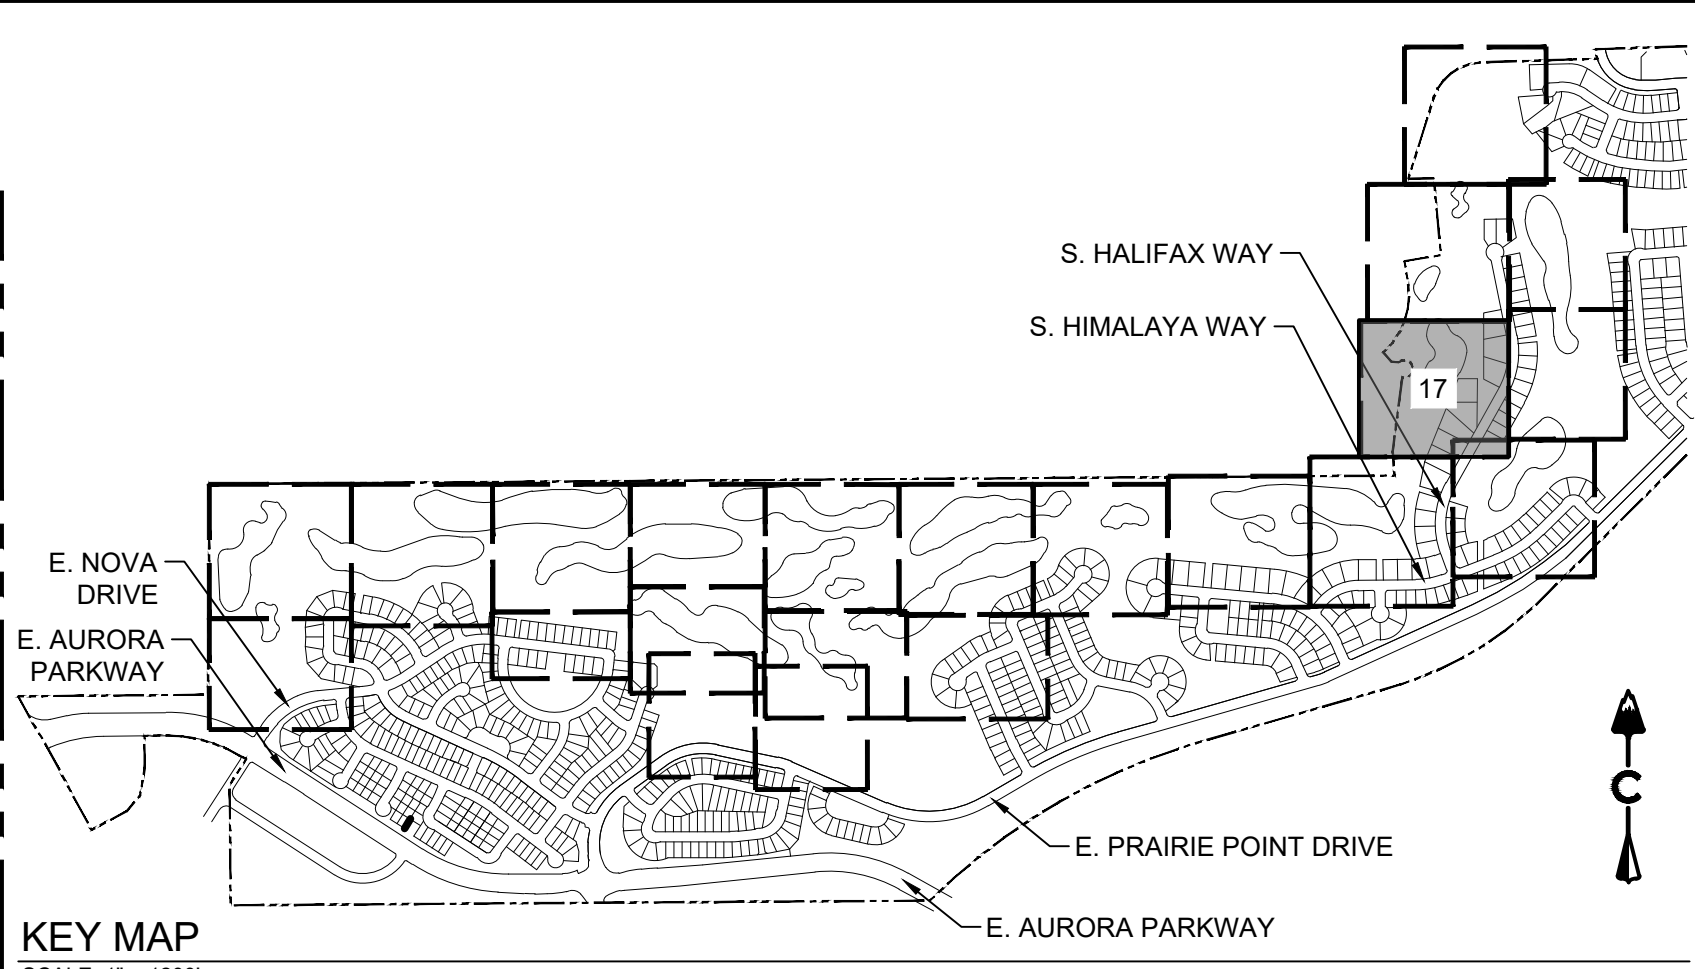 S. HALIFAX WAY
S. HIMALAYA WAY
17
E. NOVA
DRIVE
E. AURORA
PARKWAY
E. PRAIRIE POINT DRIVE
E. AURORA PARKWAY
KEY MAP